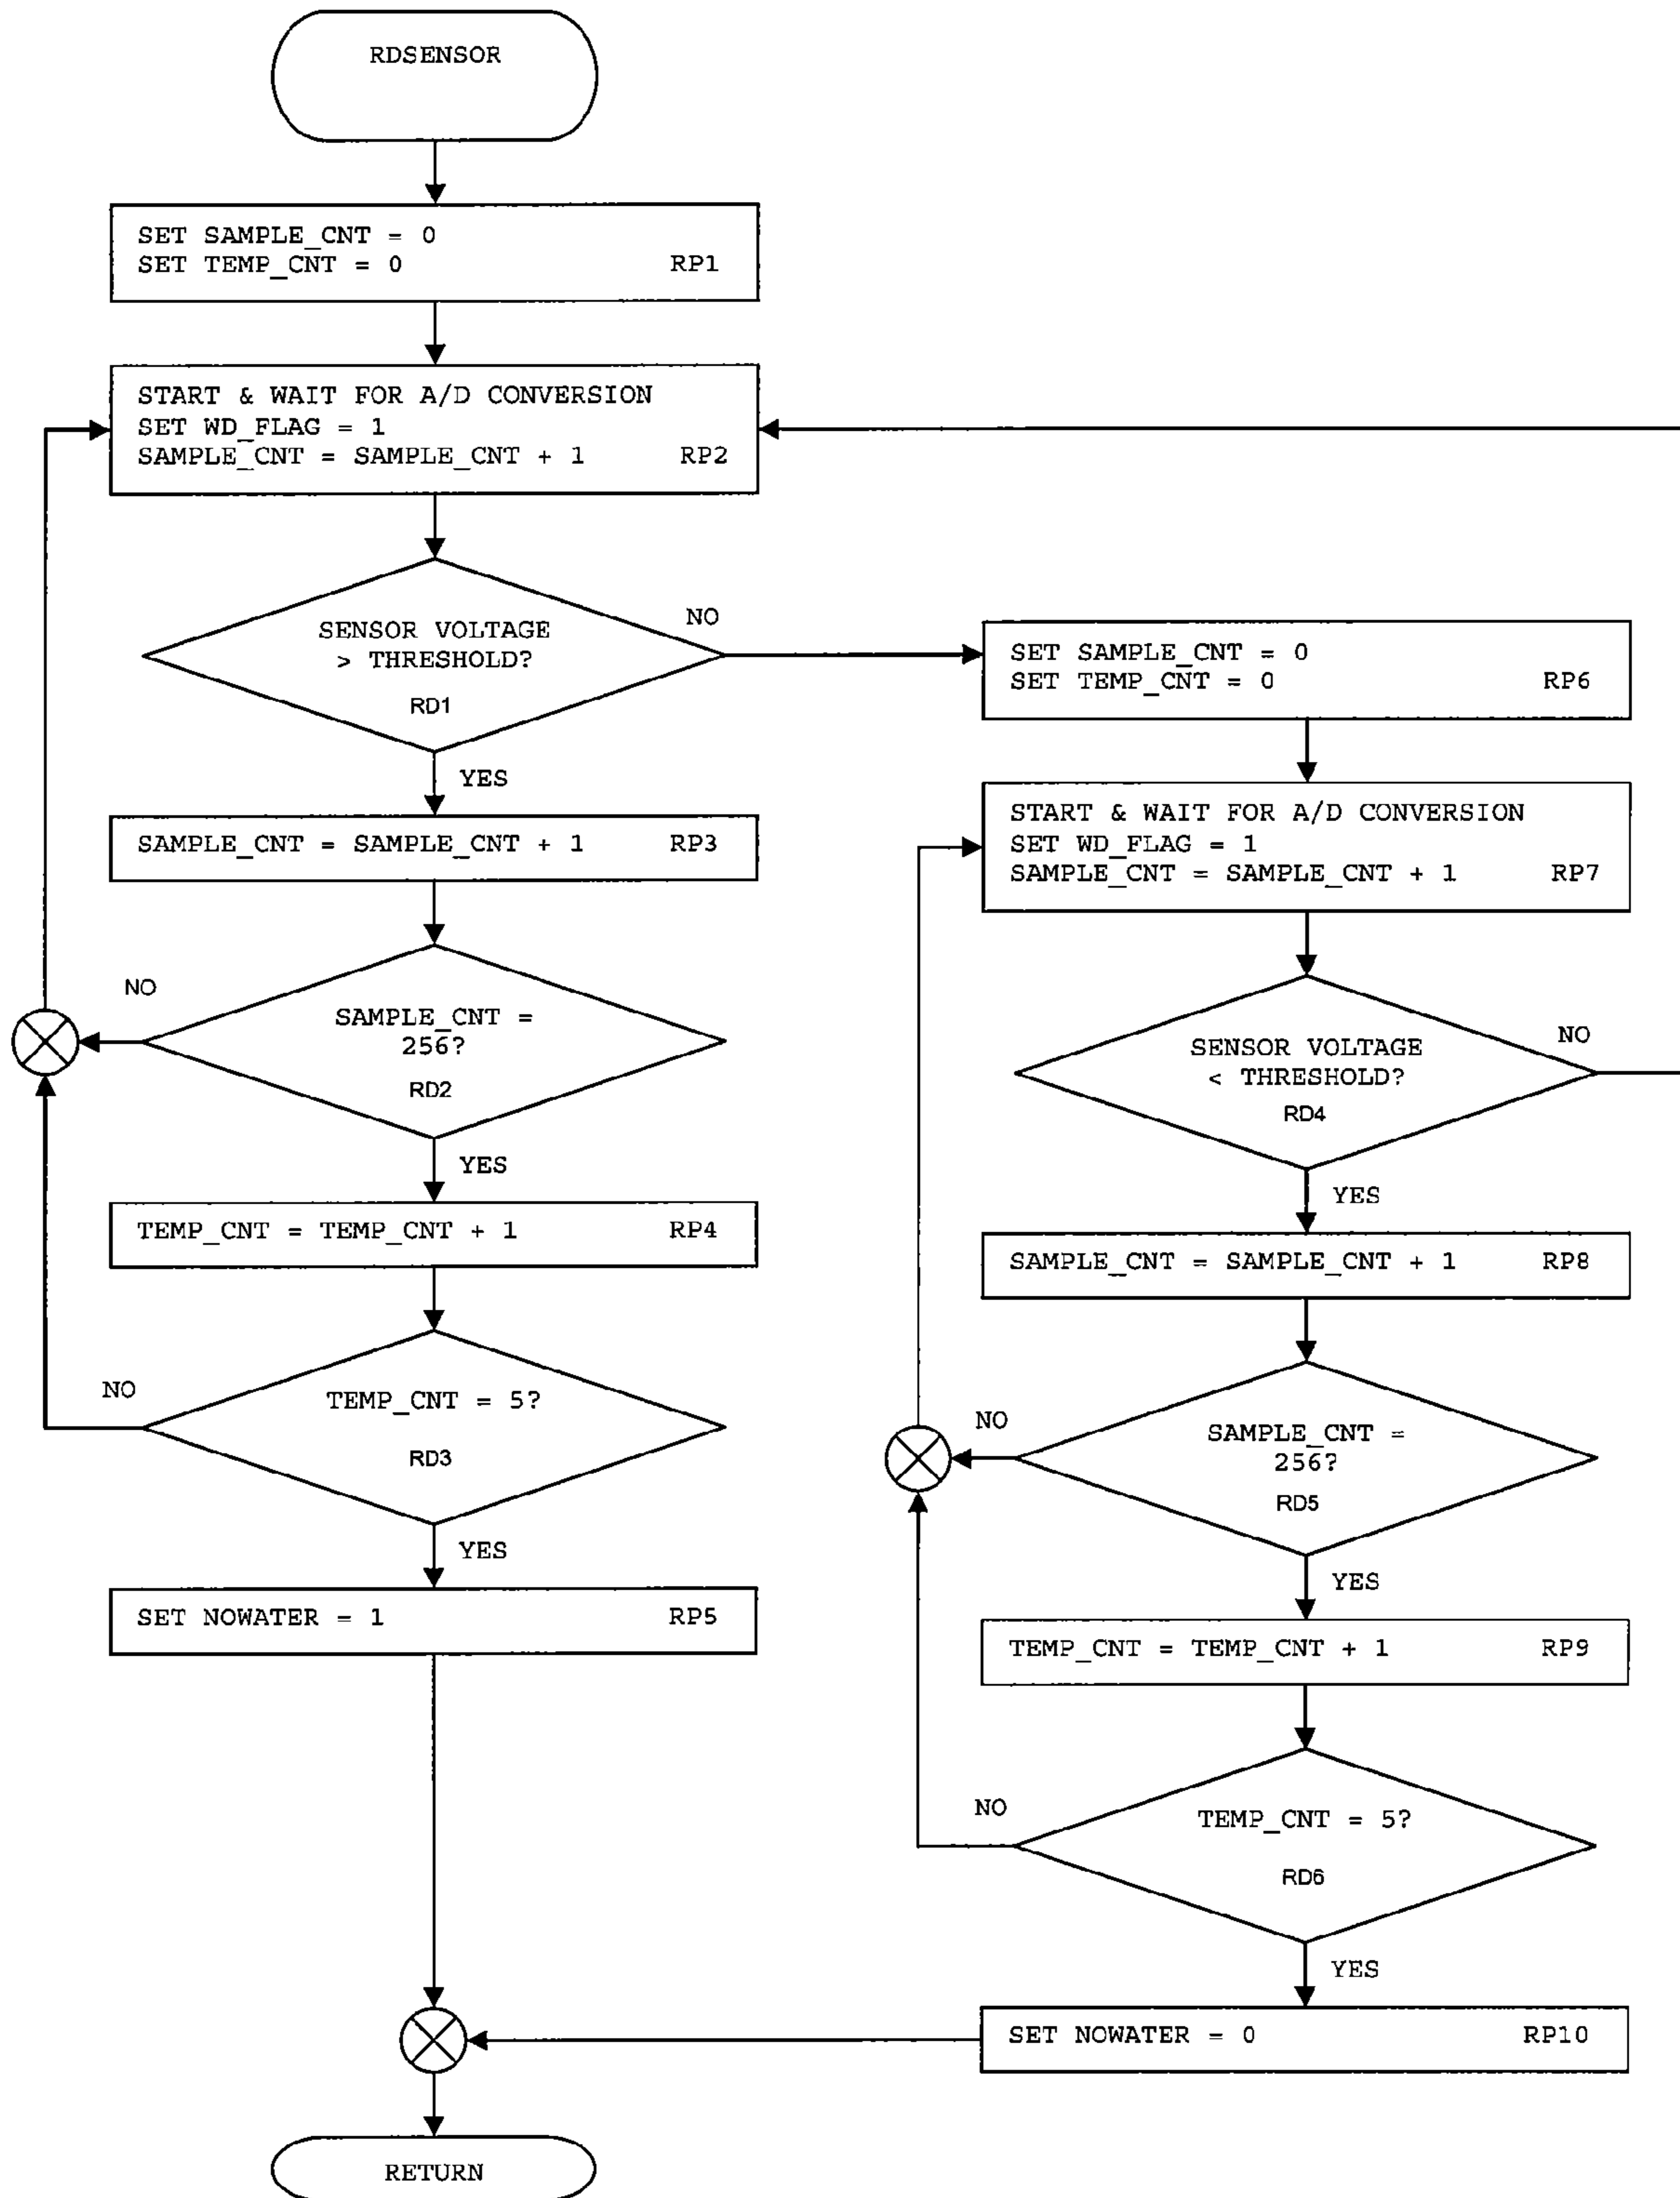 RDSENSOR
SET SAMPLE_CNT = 0
SET TEMP_CNT = 0 RP1
START & WAIT FOR A/D CONVERSION
SET WD_FLAG = 1
SAMPLE_CNT = SAMPLE_CNT + 1 RP2
SENSOR VOLTAGE
> THRESHOLD?
RD1
NO
YES
SAMPLE_CNT = SAMPLE_CNT + 1 RP3
SAMPLE_CNT =
256?
RD2
NO
YES
TEMP_CNT = TEMP_CNT + 1 RP4
TEMP_CNT = 5?
RD3
NO
YES
SET NOWATER = 1 RP5
SET SAMPLE_CNT = 0
SET TEMP_CNT = 0 RP6
START & WAIT FOR A/D CONVERSION
SET WD_FLAG = 1
SAMPLE_CNT = SAMPLE_CNT + 1 RP7
SENSOR VOLTAGE
< THRESHOLD?
RD4
NO
YES
SAMPLE_CNT = SAMPLE_CNT + 1 RP8
SAMPLE_CNT =
256?
RD5
NO
YES
TEMP_CNT = TEMP_CNT + 1 RP9
TEMP_CNT = 5?
RD6
NO
YES
SET NOWATER = 0 RP10
RETURN